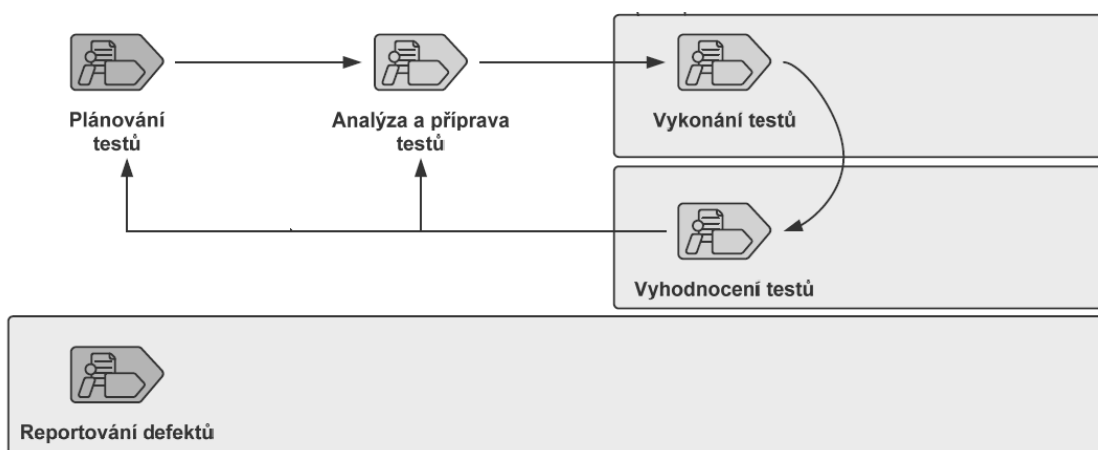 Plánování
testů
Analýza a příprava
testů
Vykonání testů
Vyhodnocení testů
Reportování defektů